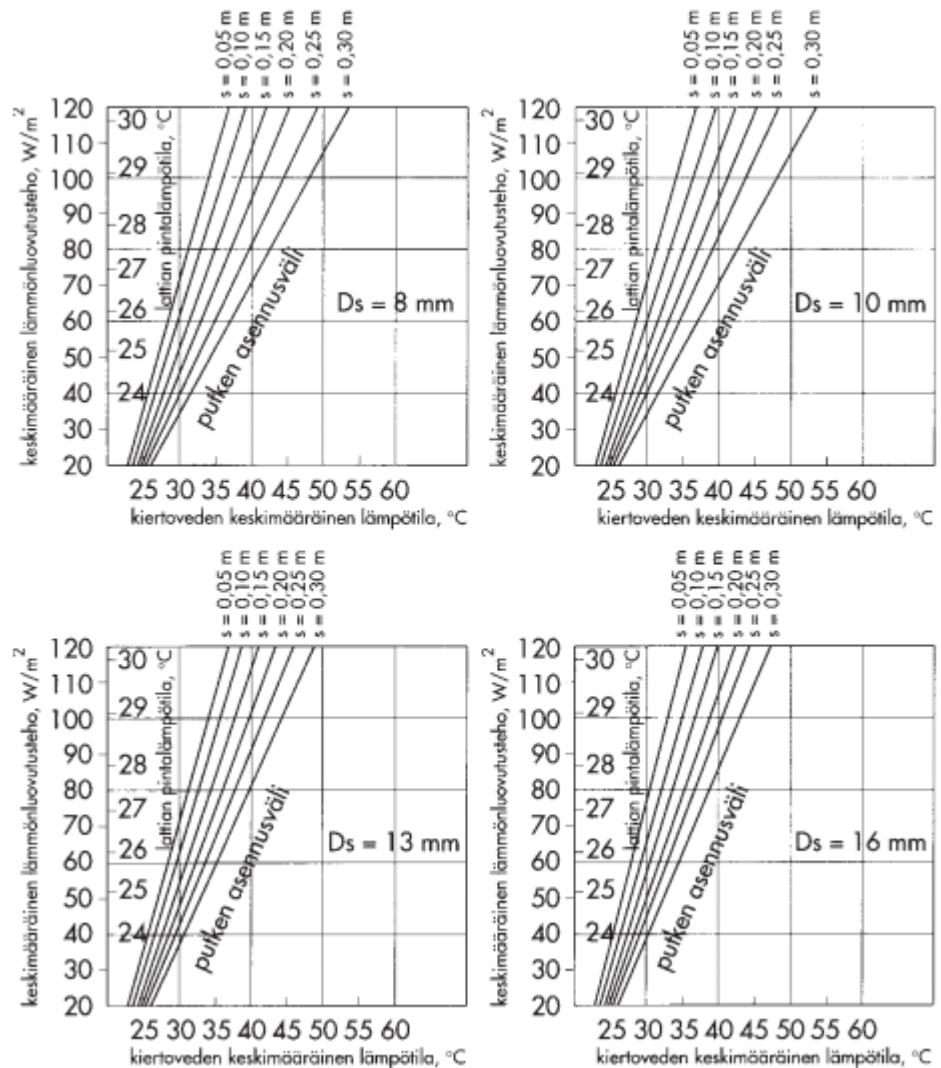 s = 0,05 m
s = 0,10 m
s = 0,15 m
s = 0,20 m
s = 0,25 m
s = 0,30 m
keskimääräinen lämmönluovutusteho, W/m²
120
110
100
90
80
70
60
50
40
30
20
lattian pintalämpötila, °C
30
29
28
27
26
25
24
putken asennusväli
Ds = 8 mm
25 30 35 40 45 50 55 60
kiertoveden keskimääräinen lämpötila, °C
s = 0,05 m
s = 0,10 m
s = 0,15 m
s = 0,20 m
s = 0,25 m
s = 0,30 m
keskimääräinen lämmönluovutusteho, W/m²
120
110
100
90
80
70
60
50
40
30
20
lattian pintalämpötila, °C
30
29
28
27
26
25
24
putken asennusväli
Ds = 10 mm
25 30 35 40 45 50 55 60
kiertoveden keskimääräinen lämpötila, °C
s = 0,05 m
s = 0,10 m
s = 0,15 m
s = 0,20 m
s = 0,25 m
s = 0,30 m
keskimääräinen lämmönluovutusteho, W/m²
120
110
100
90
80
70
60
50
40
30
20
lattian pintalämpötila, °C
30
29
28
27
26
25
24
putken asennusväli
Ds = 13 mm
25 30 35 40 45 50 55 60
kiertoveden keskimääräinen lämpötila, °C
s = 0,05 m
s = 0,10 m
s = 0,15 m
s = 0,20 m
s = 0,25 m
s = 0,30 m
keskimääräinen lämmönluovutusteho, W/m²
120
110
100
90
80
70
60
50
40
30
20
lattian pintalämpötila, °C
30
29
28
27
26
25
24
putken asennusväli
Ds = 16 mm
25 30 35 40 45 50 55 60
kiertoveden keskimääräinen lämpötila, °C